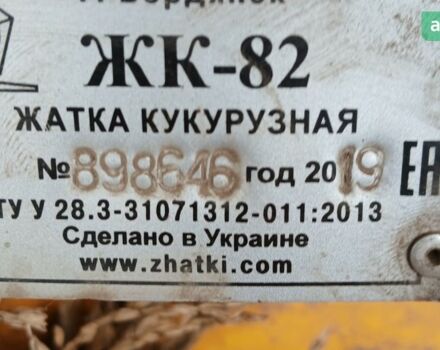 ЖК-82
ЖАТКА КУКУРУЗНАЯ
№898646 год 2019
ТУ У 28.3-31071312-011:2013
Сделано в Украине
www.zhatki.com